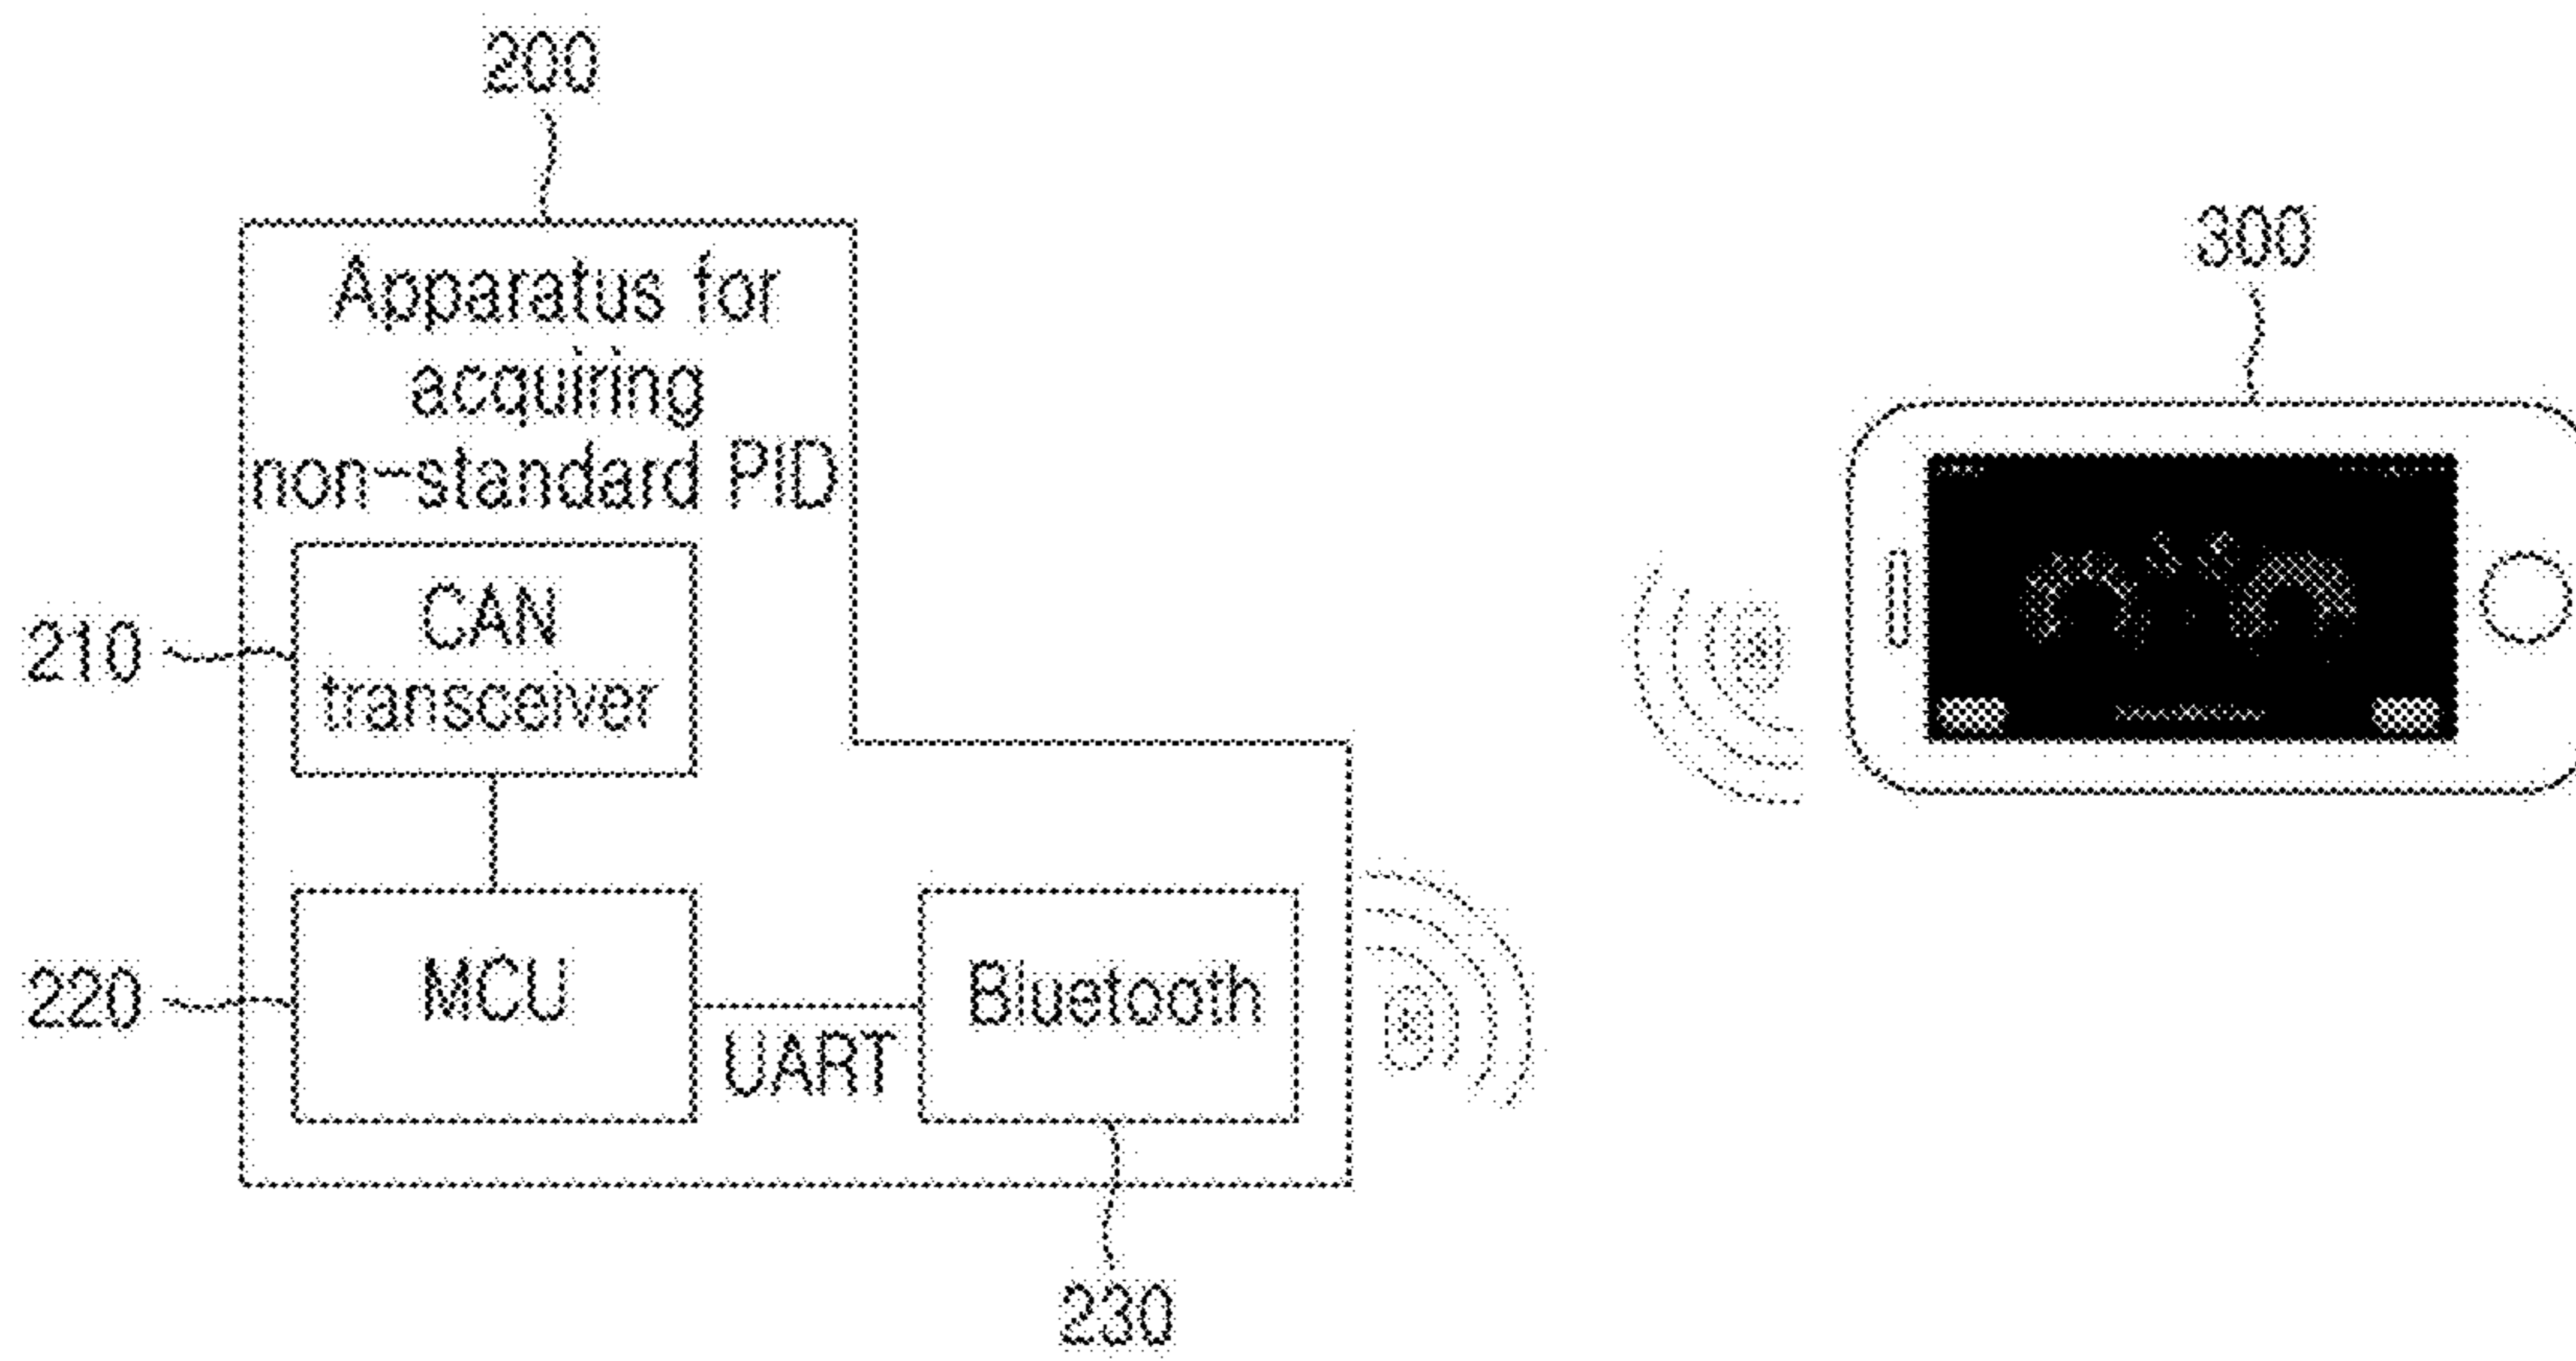 200
Apparatus for
acquiring
non-standard PID
300
CAN
transceiver
210
MCU
220
Bluetooth
UART
230